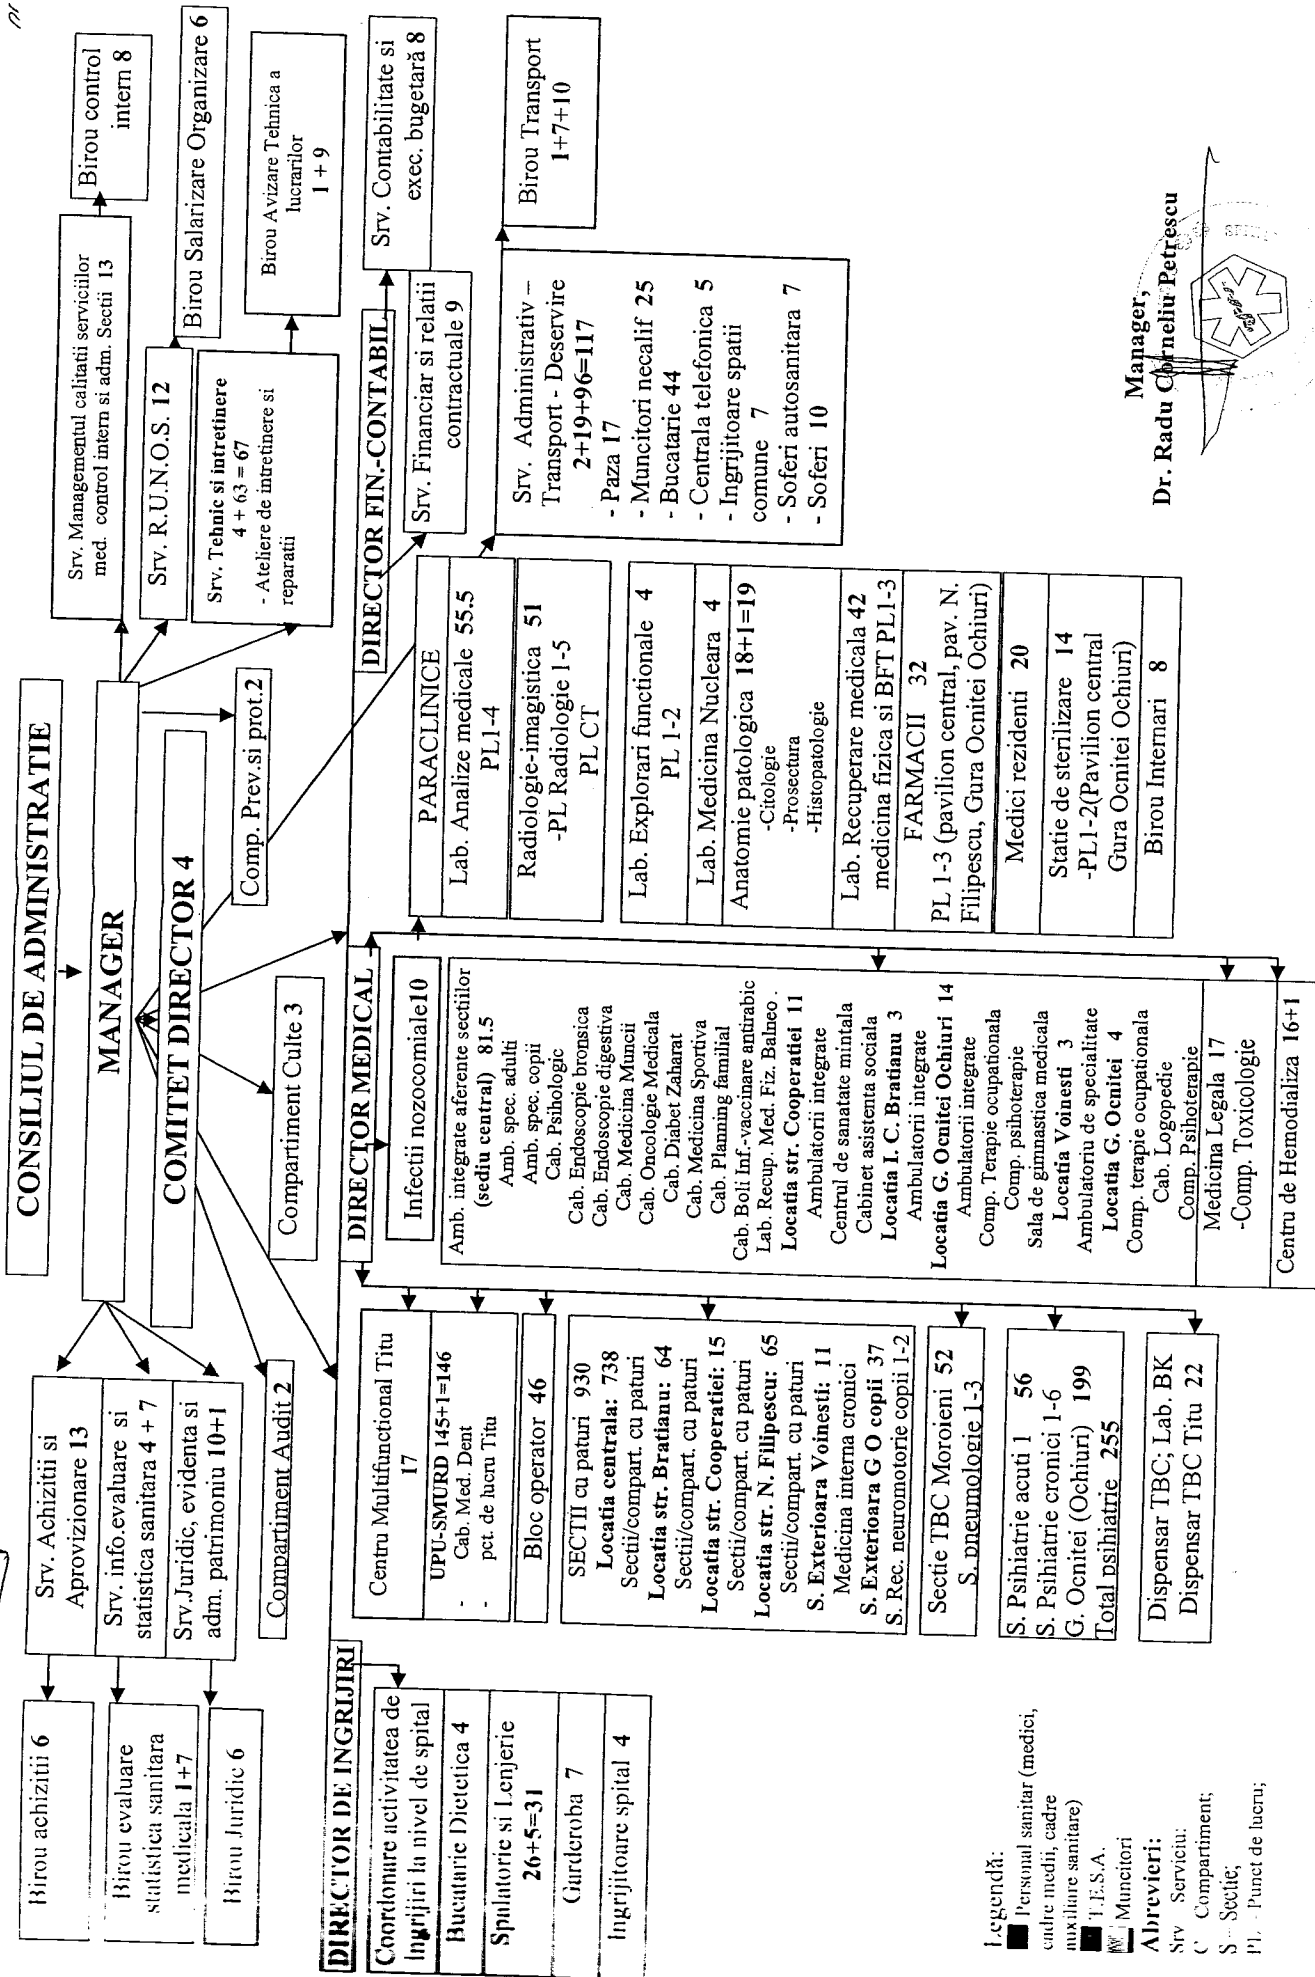 CONSILIUL DE ADMINISTRATIE
MANAGER
COMITET DIRECTOR 4
Srv. Achizitii si
Aprovizionare 13
Srv. info.evaluare si
statistica sanitara 4 + 7
Srv.Juridic, evidenta si
adm. patrimoniu 10+1
Birou achizitii 6
Birou evaluare
statistica sanitara
medicala 1+7
Birou Juridic 6
Compartiment Audit 2
Compartiment Culte 3
Comp. Prev.si prot.2
Srv. Managementul calitatii serviciilor
med. control intern si adm. Sectii 13
Birou control
intern 8
Srv. R.U.N.O.S. 12
Birou Salarizare Organizare 6
Srv. Tehnic si intretinere
4 + 63 = 67
- Ateliere de intretinere si
reparatii
Birou Avizare Tehnica a
lucrarilor
1 + 9
DIRECTOR DE INGRIJIRI
Coordonare activitatea de
Ingrijiri la nivel de spital
Bucatarie Dietetica 4
Spalatorie si Lenjerie
26+5=31
Garderoba 7
Ingrijitoare spital 4
DIRECTOR MEDICAL
Centru Multifunctional Titu
17
UPU-SMURD 145+1=146
- Cab. Med. Dent
- pct. de lucru Titu
Bloc operator 46
SECTII cu paturi 930
Locatia centrala: 738
Sectii/compart. cu paturi
Locatia str. Bratianu: 64
Sectii/compart. cu paturi
Locatia str. Cooperatiei: 15
Sectii/compart. cu paturi
Locatia str. N. Filipescu: 65
Sectii/compart. cu paturi
S. Exterioara Voinesti: 11
Medicina interna cronici
S. Exterioara G O copii 37
S. Rec. neuromotorie copii 1-2
Sectie TBC Moroieni 52
S. pneumologie 1-3
S. Psihiatrie acuti 1 56
S. Psihiatrie cronici 1-6
G. Ocnitei (Ochiuri) 199
Total psihiatrie 255
Dispensar TBC; Lab. BK
Dispensar TBC Titu 22
Infectii nozocomiale10
Amb. integrate aferente sectiilor
(sediu central) 81.5
Amb. spec. adulti
Amb. spec. copii
Cab. Psihologic
Cab. Endoscopie bronsica
Cab. Endoscopie digestiva
Cab. Medicina Muncii
Cab. Oncologie Medicala
Cab. Diabet Zaharat
Cab. Medicina Sportiva
Cab. Planning familial
Cab. Boli Inf.-vaccinare antirabic
Lab. Recup. Med. Fiz. Balneo .
Locatia str. Cooperatiei 11
Ambulatorii integrate
Centrul de sanatate mintala
Cabinet asistenta sociala
Locatia I. C. Bratianu 3
Ambulatorii integrate
Locatia G. Ocnitei Ochiuri 14
Ambulatorii integrate
Comp. Terapie ocupationala
Comp. psihoterapie
Sala de gimnastica medicala
Locatia Voinesti 3
Ambulatoriu de specialitate
Locatia G. Ocnitei 4
Comp. terapie ocupationala
Cab. Logopedie
Comp. Psihoterapie
Medicina Legala 17
-Comp. Toxicologie
Centru de Hemodializa 16+1
PARACLINICE
Lab. Analize medicale 55.5
PL1-4
Radiologie-imagistica 51
-PL Radiologie 1-5
PL CT
Lab. Explorari functionale 4
PL 1-2
Lab. Medicina Nucleara 4
Anatomie patologica 18+1=19
-Citologie
-Prosectura
-Histopatologie
Lab. Recuperare medicala 42
medicina fizica si BFT PL1-3
FARMACII 32
PL 1-3 (pavilion central, pav. N.
Filipescu, Gura Ocnitei Ochiuri)
Medici rezidenti 20
Statie de sterilizare 14
-PL1-2(Pavilion central
Gura Ocnitei Ochiuri)
Birou Internari 8
DIRECTOR FIN.-CONTABIL
Srv. Financiar si relatii
contractuale 9
Srv. Contabilitate si
exec. bugetară 8
Srv. Administrativ –
Transport - Deservire
2+19+96=117
- Paza 17
- Muncitori necalif 25
- Bucatarie 44
- Centrala telefonica 5
- Ingrijitoare spatii
comune 7
- Soferi autosanitara 7
- Soferi 10
Birou Transport
1+7+10
Legendă:
Personal sanitar (medici,
cadre medii, cadre
auxiliare sanitare)
T.E.S.A.
Muncitori
Abrevieri:
Srv Serviciu:
C Compartiment;
S – Sectie;
PL - Punct de lucru;
Manager,
Dr. Radu Corneliu Petrescu